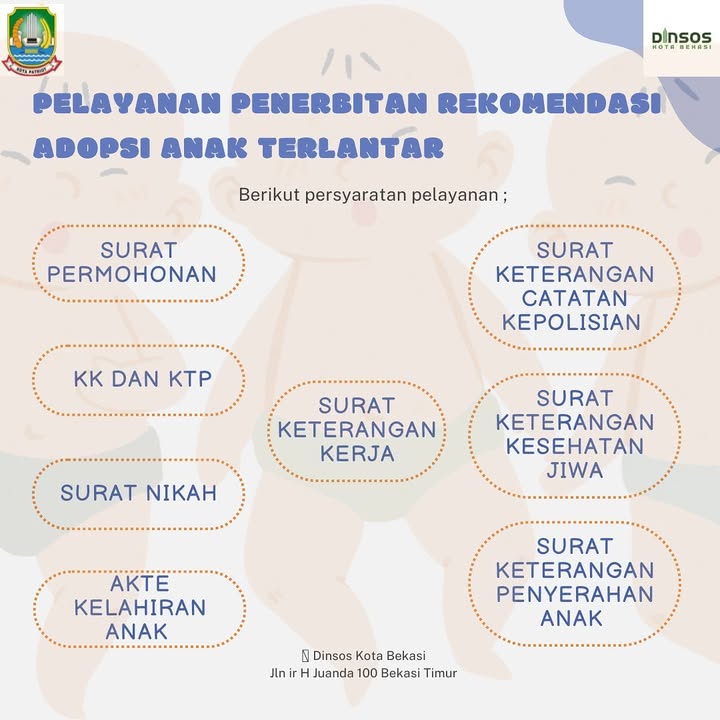 KOTA PATRIOT
DINSOS
KOTA BEKASI
PELAYANAN PENERBITAN REKOMENDASI
ADOPSI ANAK TERLANTAR
Berikut persyaratan pelayanan ;
SURAT
PERMOHONAN
KK DAN KTP
SURAT NIKAH
AKTE
KELAHIRAN
ANAK
SURAT
KETERANGAN
KERJA
SURAT
KETERANGAN
CATATAN
KEPOLISIAN
SURAT
KETERANGAN
KESEHATAN
JIWA
SURAT
KETERANGAN
PENYERAHAN
ANAK
Dinsos Kota Bekasi
Jln ir H Juanda 100 Bekasi Timur